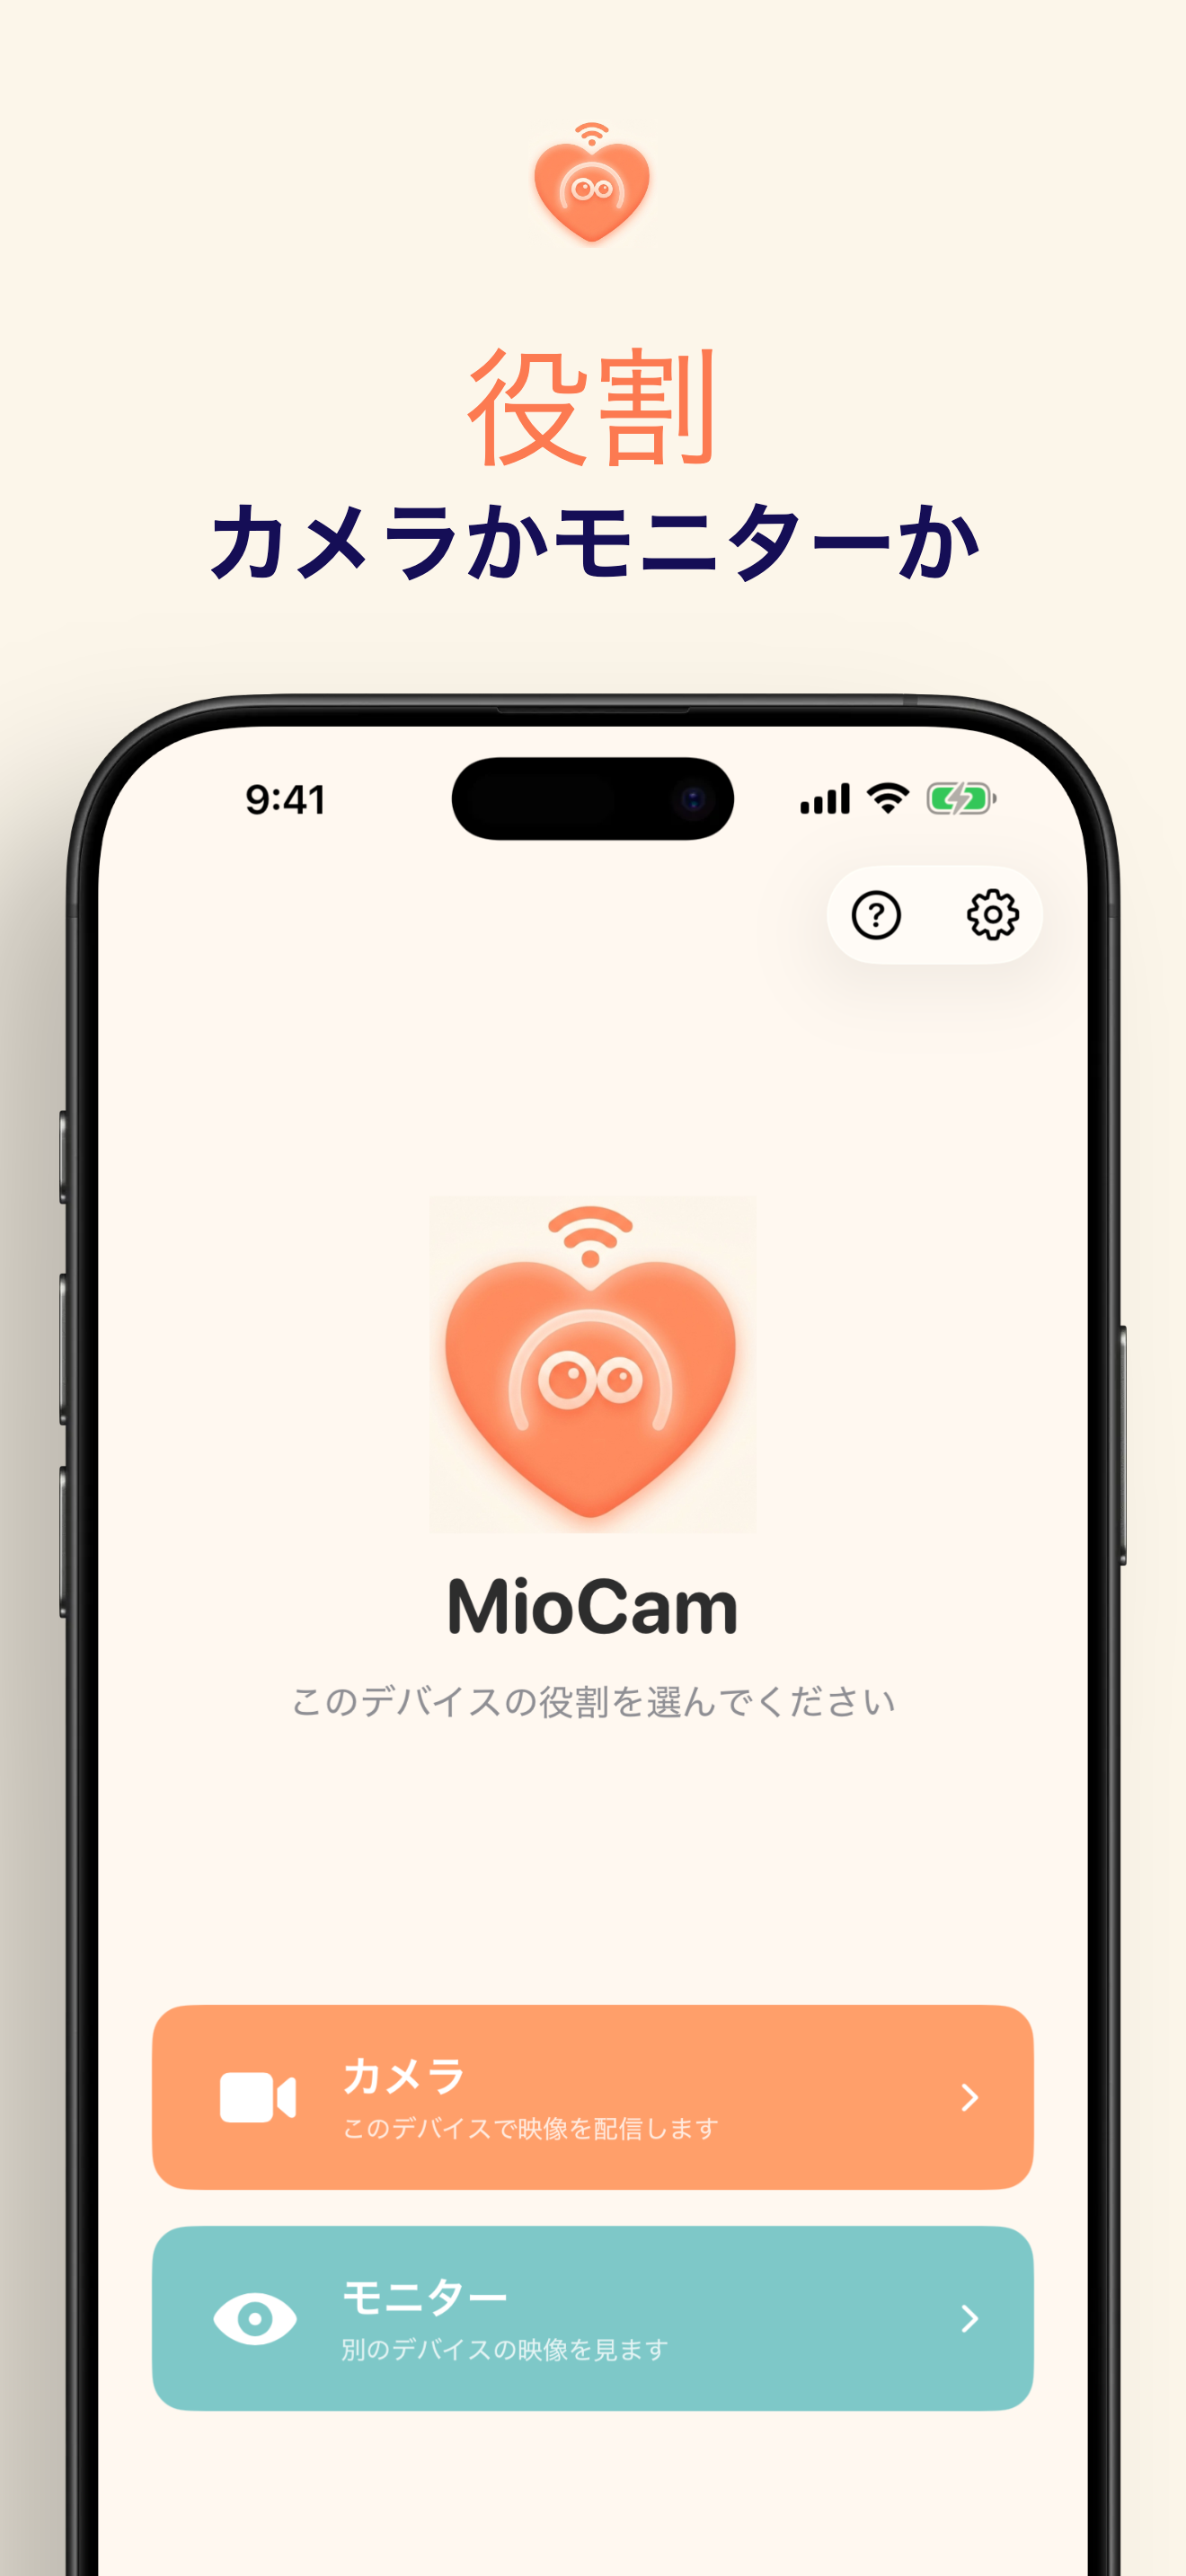 役割
カメラかモニターか
9:41
MioCam
このデバイスの役割を選んでください
カメラ
このデバイスで映像を配信します
モニター
別のデバイスの映像を見ます